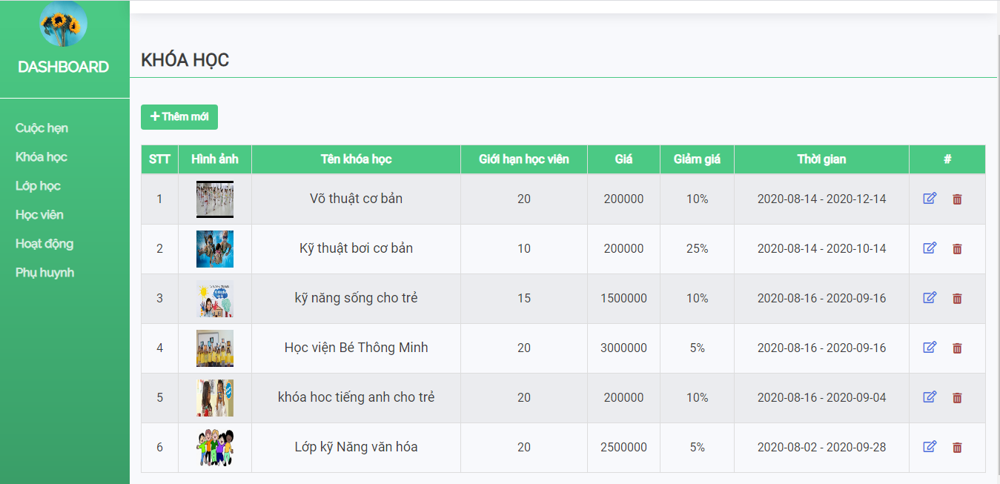 DASHBOARD
Cuộc hẹn
Khóa học
Lớp học
Học viên
Hoạt động
Phụ huynh
KHÓA HỌC
Thêm mới
STT Hình ảnh Tên khóa học Giới hạn học viên Giá Giảm giá Thời gian #
1 Võ thuật cơ bản 20 200000 10% 2020-08-14 - 2020-12-14
2 Kỹ thuật bơi cơ bản 10 200000 25% 2020-08-14 - 2020-10-14
3 kỹ năng sống cho trẻ 15 1500000 10% 2020-08-16 - 2020-09-16
4 Học viện Bé Thông Minh 20 3000000 5% 2020-08-16 - 2020-09-16
5 khóa hoc tiếng anh cho trẻ 20 200000 10% 2020-08-16 - 2020-09-04
6 Lớp kỹ Năng văn hóa 20 2500000 5% 2020-08-02 - 2020-09-28